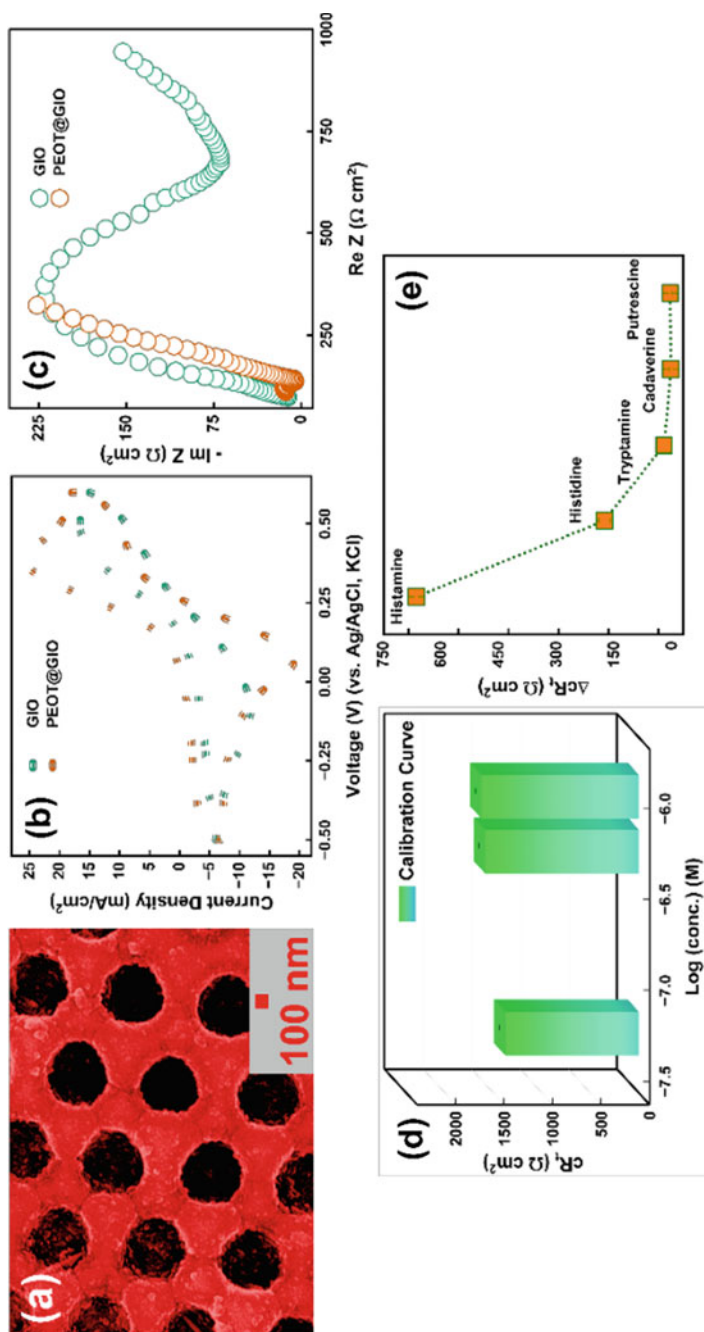 (a)
100 nm
(b)
GIO
PEOT@GIO
25
20
15
10
5
0
−5
−10
−15
−20
Current Density (mA/cm²)
−0.50
−0.25
0.00
0.25
0.50
Voltage (V) (vs. Ag/AgCl, KCl)
(c)
GIO
PEOT@GIO
225
150
75
0
- Im Z (Ω cm²)
250
500
750
1000
Re Z (Ω cm²)
(d)
Calibration Curve
2000
1500
1000
500
0
cRₜ (Ω cm²)
−7.5
−7.0
−6.5
−6.0
Log (conc.) (M)
(e)
750
600
450
300
150
0
ΔcRₜ (Ω cm²)
Histamine
Histidine
Tryptamine
Cadaverine
Putrescine